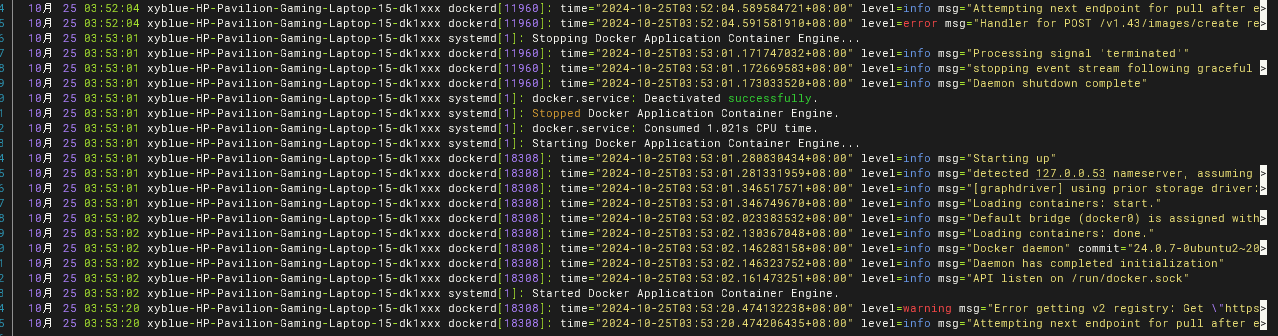 4 10月 25 03:52:04 xyblue-HP-Pavilion-Gaming-Laptop-15-dk1xxx dockerd[11960]: time="2024-10-25T03:52:04.589584721+08:00" level=info msg="Attempting next endpoint for pull after e>
4 10月 25 03:52:04 xyblue-HP-Pavilion-Gaming-Laptop-15-dk1xxx dockerd[11960]: time="2024-10-25T03:52:04.591581910+08:00" level=error msg="Handler for POST /v1.43/images/create re>
5 10月 25 03:53:01 xyblue-HP-Pavilion-Gaming-Laptop-15-dk1xxx systemd[1]: Stopping Docker Application Container Engine...
7 10月 25 03:53:01 xyblue-HP-Pavilion-Gaming-Laptop-15-dk1xxx dockerd[11960]: time="2024-10-25T03:53:01.171747032+08:00" level=info msg="Processing signal 'terminated'"
8 10月 25 03:53:01 xyblue-HP-Pavilion-Gaming-Laptop-15-dk1xxx dockerd[11960]: time="2024-10-25T03:53:01.172669583+08:00" level=info msg="stopping event stream following graceful >
9 10月 25 03:53:01 xyblue-HP-Pavilion-Gaming-Laptop-15-dk1xxx dockerd[11960]: time="2024-10-25T03:53:01.173033520+08:00" level=info msg="Daemon shutdown complete"
0 10月 25 03:53:01 xyblue-HP-Pavilion-Gaming-Laptop-15-dk1xxx systemd[1]: docker.service: Deactivated successfully.
1 10月 25 03:53:01 xyblue-HP-Pavilion-Gaming-Laptop-15-dk1xxx systemd[1]: Stopped Docker Application Container Engine.
2 10月 25 03:53:01 xyblue-HP-Pavilion-Gaming-Laptop-15-dk1xxx systemd[1]: docker.service: Consumed 1.021s CPU time.
3 10月 25 03:53:01 xyblue-HP-Pavilion-Gaming-Laptop-15-dk1xxx systemd[1]: Starting Docker Application Container Engine...
4 10月 25 03:53:01 xyblue-HP-Pavilion-Gaming-Laptop-15-dk1xxx dockerd[18308]: time="2024-10-25T03:53:01.280830434+08:00" level=info msg="Starting up"
5 10月 25 03:53:01 xyblue-HP-Pavilion-Gaming-Laptop-15-dk1xxx dockerd[18308]: time="2024-10-25T03:53:01.281331959+08:00" level=info msg="detected 127.0.0.53 nameserver, assuming >
6 10月 25 03:53:01 xyblue-HP-Pavilion-Gaming-Laptop-15-dk1xxx dockerd[18308]: time="2024-10-25T03:53:01.346517571+08:00" level=info msg="[graphdriver] using prior storage driver:>
7 10月 25 03:53:01 xyblue-HP-Pavilion-Gaming-Laptop-15-dk1xxx dockerd[18308]: time="2024-10-25T03:53:01.346749670+08:00" level=info msg="Loading containers: start."
8 10月 25 03:53:02 xyblue-HP-Pavilion-Gaming-Laptop-15-dk1xxx dockerd[18308]: time="2024-10-25T03:53:02.023383532+08:00" level=info msg="Default bridge (docker0) is assigned with>
9 10月 25 03:53:02 xyblue-HP-Pavilion-Gaming-Laptop-15-dk1xxx dockerd[18308]: time="2024-10-25T03:53:02.130367048+08:00" level=info msg="Loading containers: done."
0 10月 25 03:53:02 xyblue-HP-Pavilion-Gaming-Laptop-15-dk1xxx dockerd[18308]: time="2024-10-25T03:53:02.146283158+08:00" level=info msg="Docker daemon" commit="24.0.7-0ubuntu2~20>
1 10月 25 03:53:02 xyblue-HP-Pavilion-Gaming-Laptop-15-dk1xxx dockerd[18308]: time="2024-10-25T03:53:02.146323752+08:00" level=info msg="Daemon has completed initialization"
2 10月 25 03:53:02 xyblue-HP-Pavilion-Gaming-Laptop-15-dk1xxx dockerd[18308]: time="2024-10-25T03:53:02.161473251+08:00" level=info msg="API listen on /run/docker.sock"
3 10月 25 03:53:02 xyblue-HP-Pavilion-Gaming-Laptop-15-dk1xxx systemd[1]: Started Docker Application Container Engine.
4 10月 25 03:53:20 xyblue-HP-Pavilion-Gaming-Laptop-15-dk1xxx dockerd[18308]: time="2024-10-25T03:53:20.474132238+08:00" level=warning msg="Error getting v2 registry: Get \"https>
5 10月 25 03:53:20 xyblue-HP-Pavilion-Gaming-Laptop-15-dk1xxx dockerd[18308]: time="2024-10-25T03:53:20.474206435+08:00" level=info msg="Attempting next endpoint for pull after e>